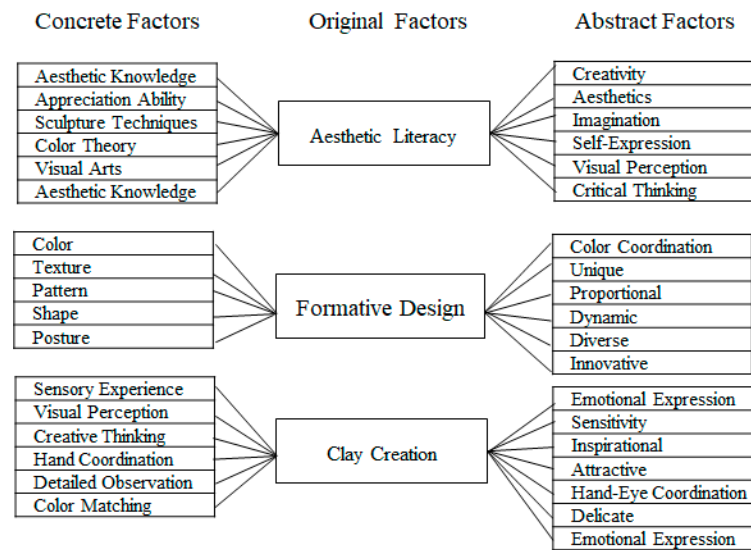 Concrete Factors
Original Factors
Abstract Factors
Aesthetic Knowledge
Appreciation Ability
Sculpture Techniques
Color Theory
Visual Arts
Aesthetic Knowledge
Aesthetic Literacy
Creativity
Aesthetics
Imagination
Self-Expression
Visual Perception
Critical Thinking
Color
Texture
Pattern
Shape
Posture
Formative Design
Color Coordination
Unique
Proportional
Dynamic
Diverse
Innovative
Sensory Experience
Visual Perception
Creative Thinking
Hand Coordination
Detailed Observation
Color Matching
Clay Creation
Emotional Expression
Sensitivity
Inspirational
Attractive
Hand-Eye Coordination
Delicate
Emotional Expression